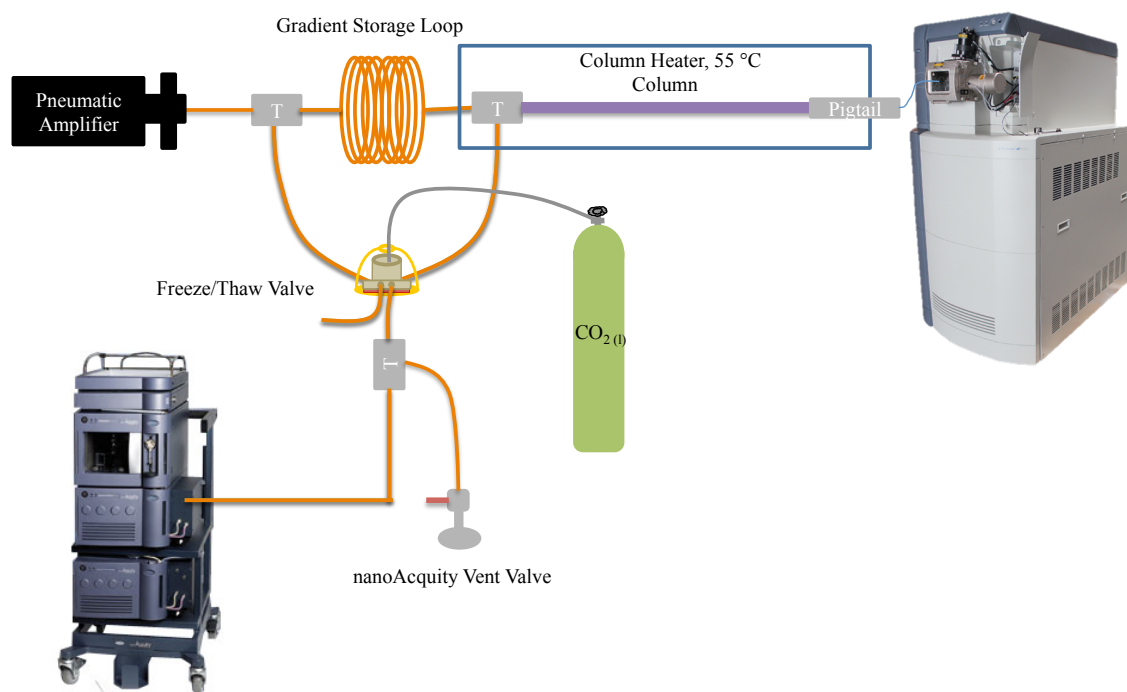 Gradient Storage Loop
Column Heater, 55 °C
Column
Pneumatic
Amplifier
T
T
Pigtail
Freeze/Thaw Valve
CO2 (l)
T
nanoAcquity Vent Valve